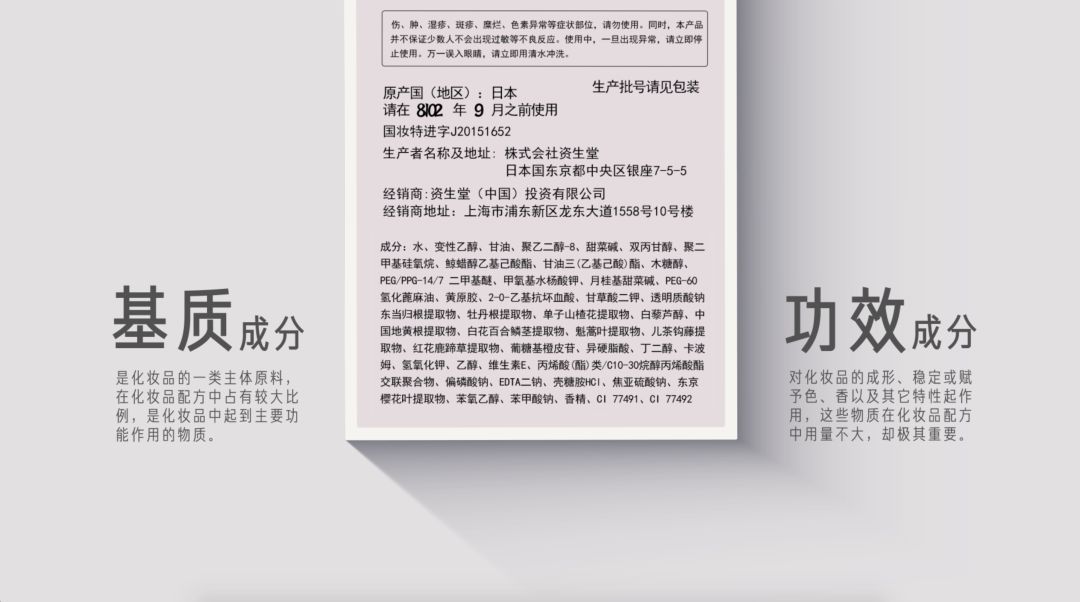 伤、肿、湿疹、斑疹、糜烂、色素异常等症状部位，请勿使用。同时，本产品
并不保证少数人不会出现过敏等不良反应。使用中，一旦出现异常，请立即停
止使用。万一误入眼睛，请立即用清水冲洗。
原产国（地区）：日本
生产批号请见包装
请在 8102 年 9 月之前使用
国妆特进字J20151652
生产者名称及地址：株式会社资生堂
日本国东京都中央区银座7-5-5
经销商:资生堂（中国）投资有限公司
经销商地址：上海市浦东新区龙东大道1558号10号楼
成分：水、变性乙醇、甘油、聚乙二醇-8、甜菜碱、双丙甘醇、聚二
甲基硅氧烷、鲸蜡醇乙基己酸酯、甘油三(乙基己酸)酯、木糖醇、
PEG/PPG-14/7 二甲基醚、甲氧基水杨酸钾、月桂基甜菜碱、PEG-60
氢化蓖麻油、黄原胶、2-O-乙基抗坏血酸、甘草酸二钾、透明质酸钠
东当归根提取物、牡丹根提取物、单子山楂花提取物、白藜芦醇、中
国地黄根提取物、白花百合鳞茎提取物、魁蒿叶提取物、儿茶钩藤提
取物、红花鹿蹄草提取物、葡糖基橙皮苷、异硬脂酸、丁二醇、卡波
姆、氢氧化钾、乙醇、维生素E、丙烯酸(酯)类/C10-30烷醇丙烯酸酯
交联聚合物、偏磷酸钠、EDTA二钠、壳糖胺HCI、焦亚硫酸钠、东京
樱花叶提取物、苯氧乙醇、苯甲酸钠、香精、CI 77491、CI 77492
基质成分
是化妆品的一类主体原料，
在化妆品配方中占有较大比
例，是化妆品中起到主要功
能作用的物质。
功效成分
对化妆品的成形、稳定或赋
予色、香以及其它特性起作
用，这些物质在化妆品配方
中用量不大，却极其重要。